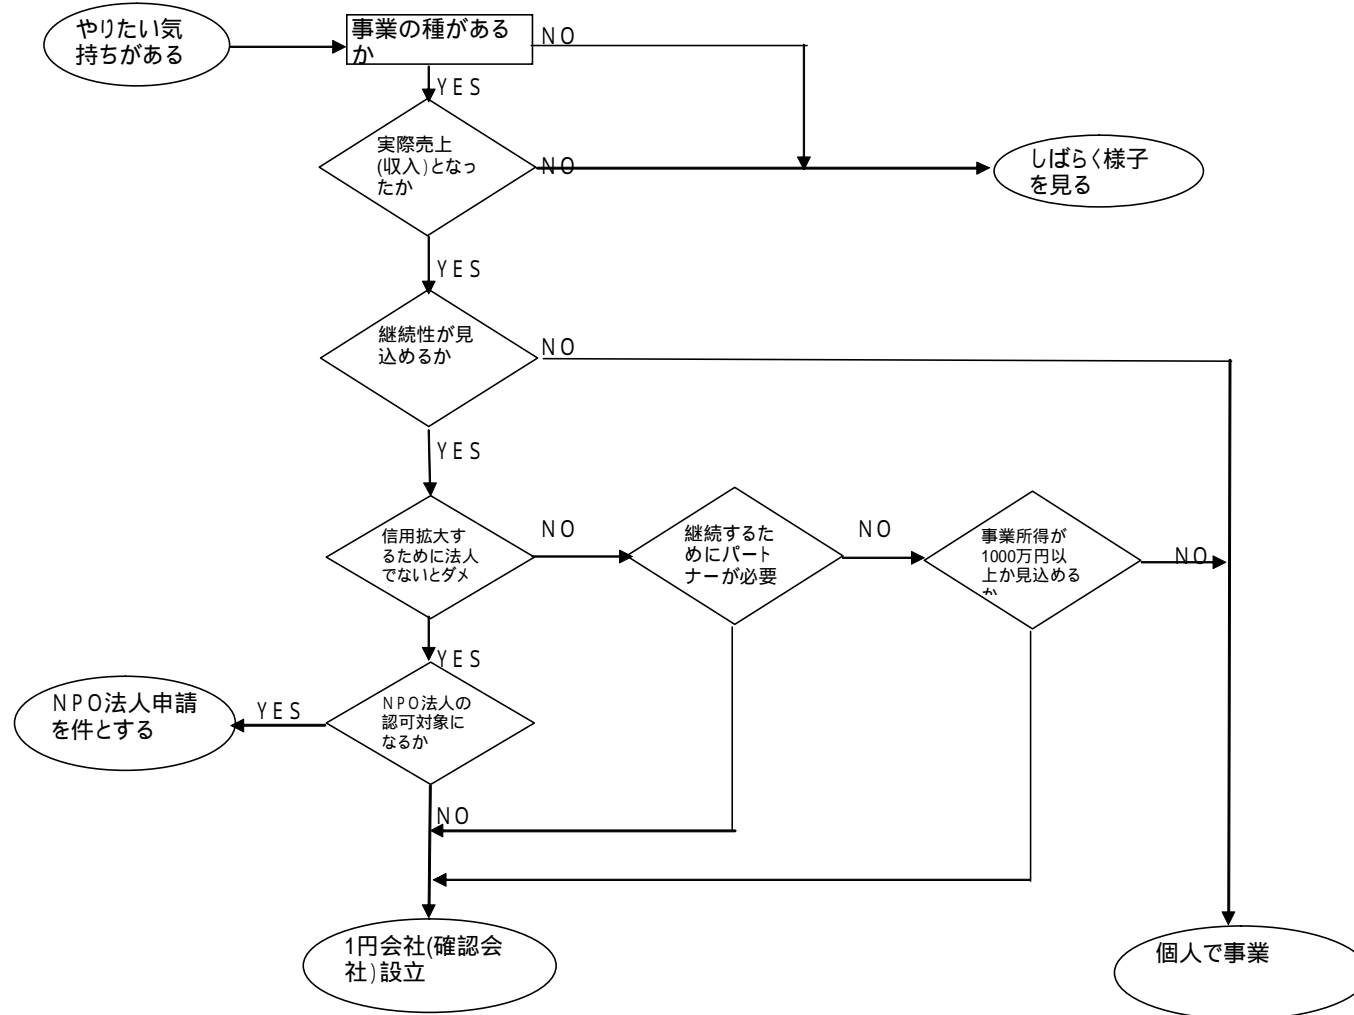 やりたい気
持ちがある
事業の種がある
か
NO
YES
実際売上
(収入)となっ
たか
NO
しばらく様子
を見る
YES
継続性が見
込めるか
NO
YES
信用拡大す
るために法人
でないとダメ
NO
継続するた
めにパート
ナーが必要
NO
事業所得が
1000万円以
上か見込める
か
NO
YES
NPO法人の
認可対象に
なるか
YES
NPO法人申請
を件とする
NO
1円会社(確認会
社)設立
個人で事業